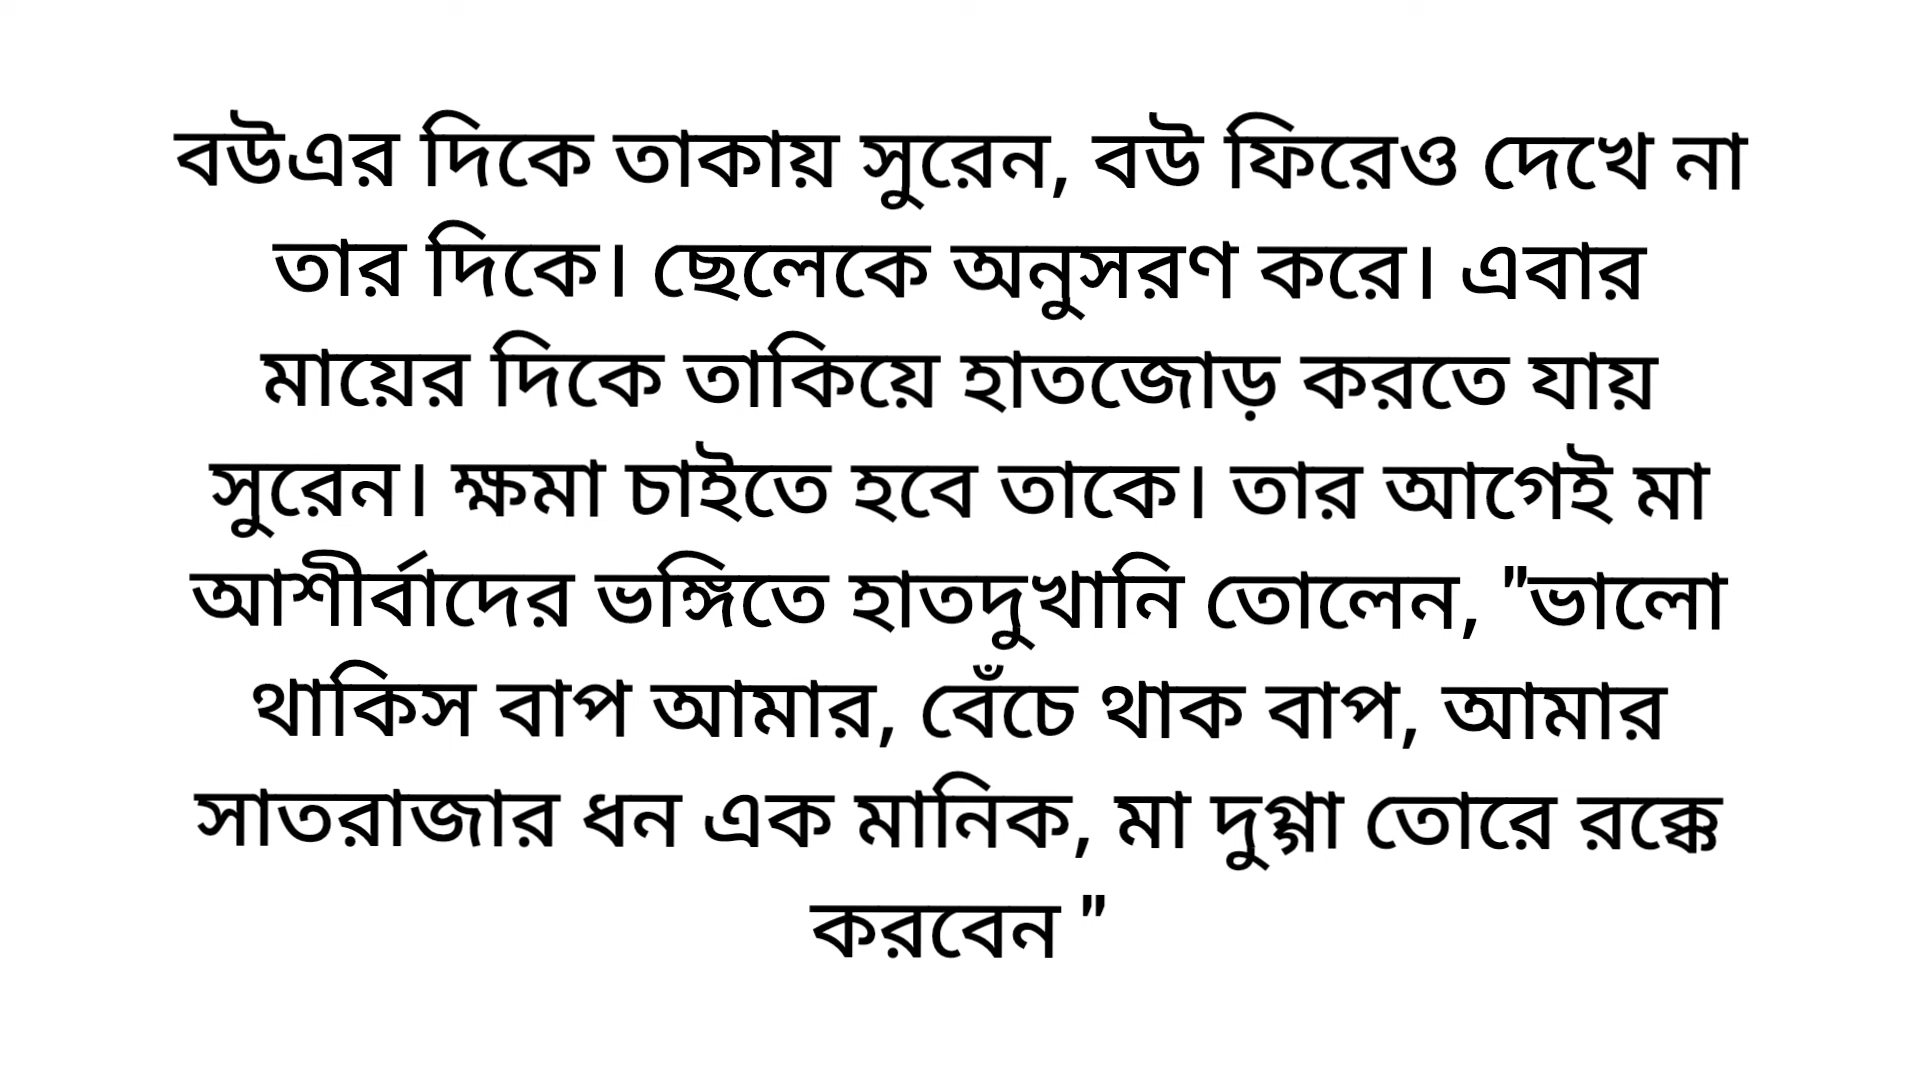 বউএর দিকে তাকায় সুরেন, বউ ফিরেও দেখে না
তার দিকে। ছেলেকে অনুসরণ করে। এবার
মায়ের দিকে তাকিয়ে হাতজোড় করতে যায়
সুরেন। ক্ষমা চাইতে হবে তাকে। তার আগেই মা
আশীর্বাদের ভঙ্গিতে হাতদুখানি তোলেন, "ভালো
থাকিস বাপ আমার, বেঁচে থাক বাপ, আমার
সাতরাজার ধন এক মানিক, মা দুগ্গা তোরে রক্কে
করবেন "